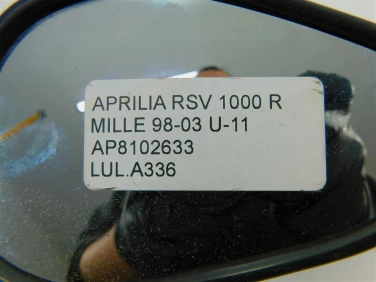 APRILIA RSV 1000 R
MILLE 98-03 U-11
AP8102633
LUL.A336